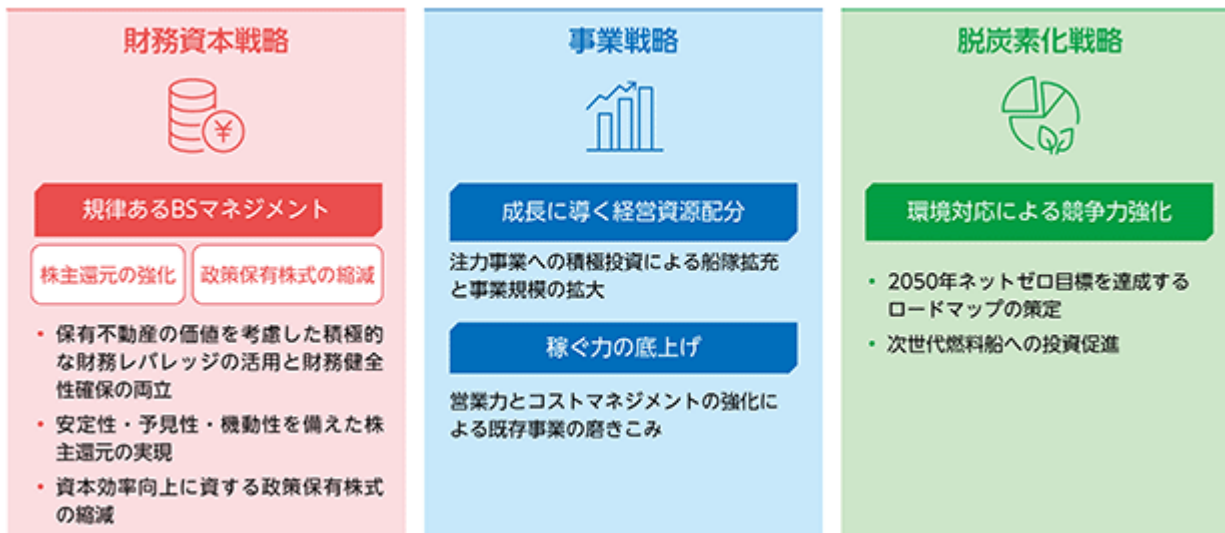 財務資本戦略
¥
規律あるBSマネジメント
株主還元の強化
政策保有株式の縮減
• 保有不動産の価値を考慮した積極的
な財務レバレッジの活用と財務健全
性確保の両立
• 安定性・予見性・機動性を備えた株
主還元の実現
• 資本効率向上に資する政策保有株式
の縮減
事業戦略
成長に導く経営資源配分
注力事業への積極投資による船隊拡充
と事業規模の拡大
稼ぐ力の底上げ
営業力とコストマネジメントの強化に
よる既存事業の磨きこみ
脱炭素化戦略
環境対応による競争力強化
• 2050年ネットゼロ目標を達成する
ロードマップの策定
• 次世代燃料船への投資促進